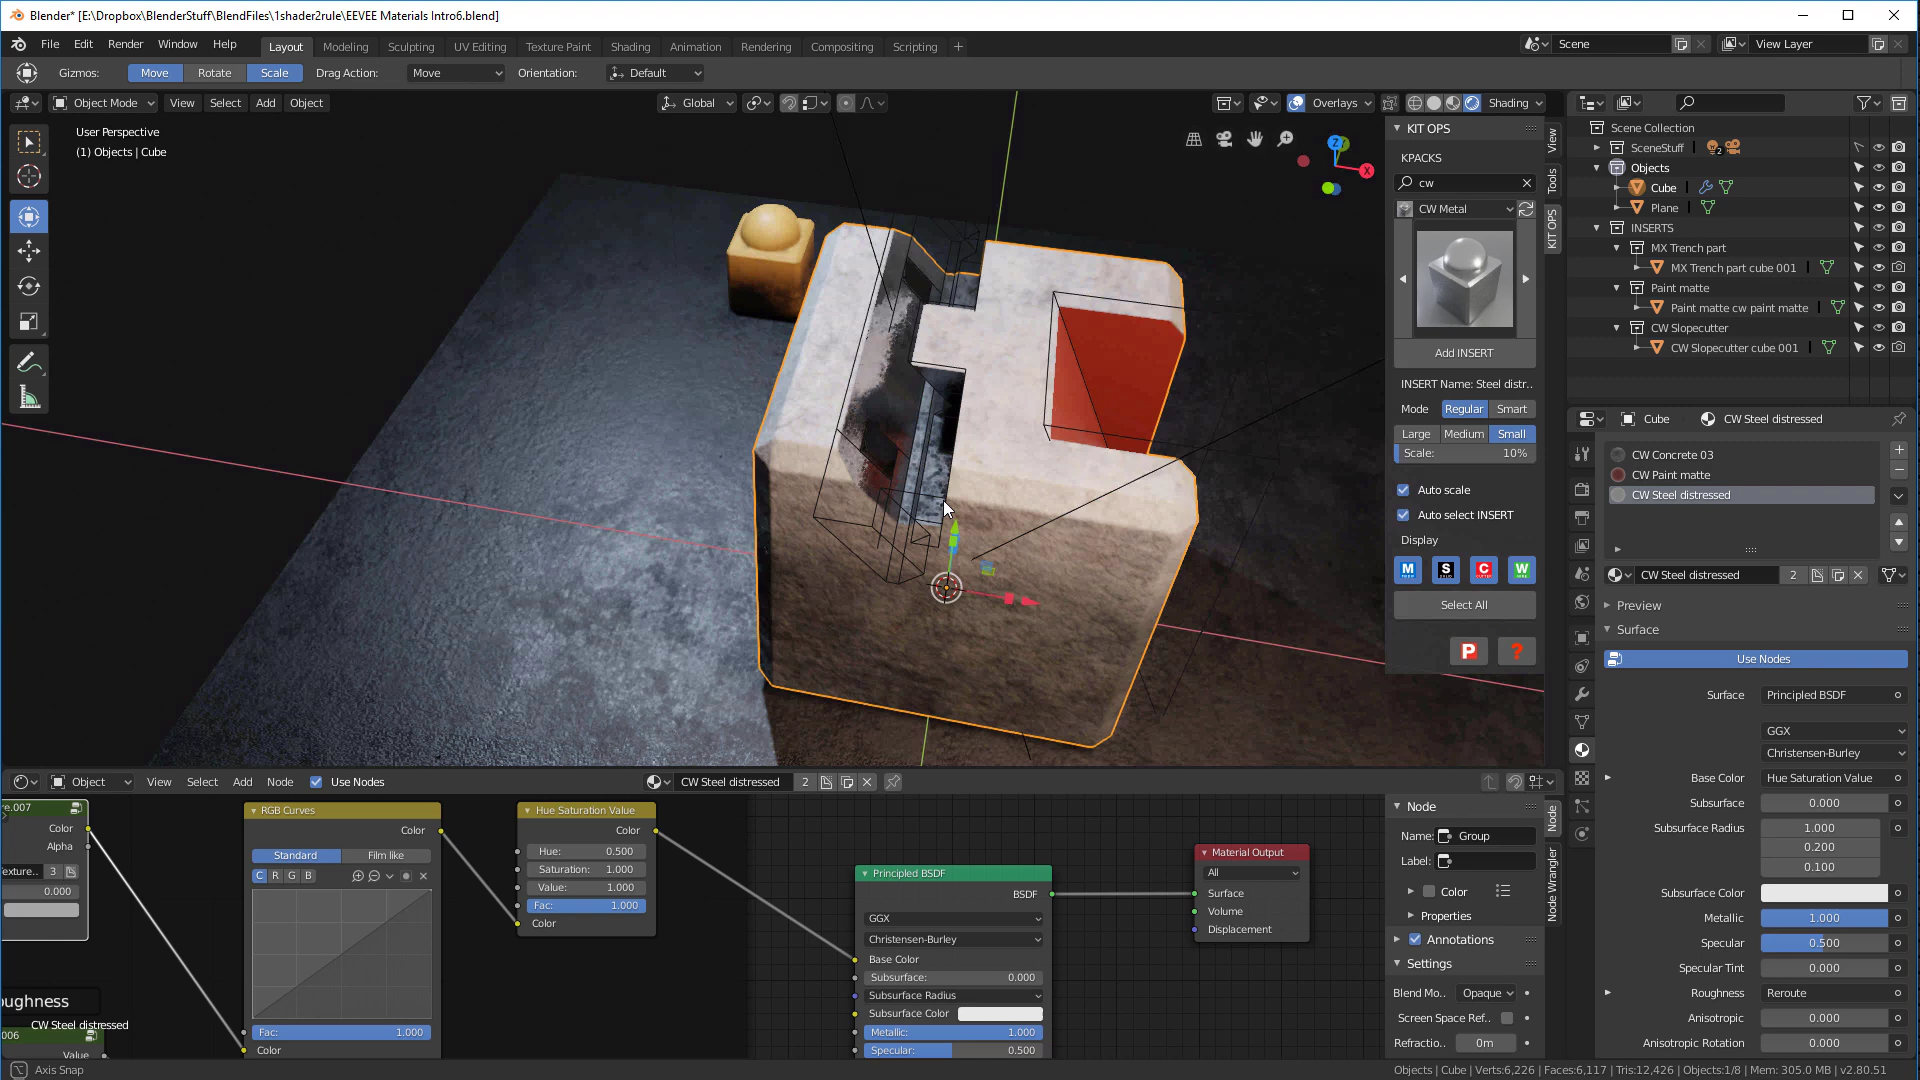 Blender* [E:\Dropbox\BlenderStuff\BlendFiles\1shader2rule\EEVEE Materials Intro6.blend]
File Edit Render Window Help Layout Modeling Sculpting UV Editing Texture Paint Shading Animation Rendering Compositing Scripting + Scene View Layer
Gizmos: Move Rotate Scale Drag Action: Move Orientation: Default
Object Mode View Select Add Object Global Overlays Shading
User Perspective
(1) Objects | Cube
Z
X
KIT OPS
KPACKS
cw
CW Metal
Add INSERT
INSERT Name: Steel distr..
Mode Regular Smart
Large Medium Small
Scale: 10%
Auto scale
Auto select INSERT
Display
M S C W
Select All
P ?
View
Tools
KIT OPS
Scene Collection
SceneStuff 2
Objects
Cube
Plane
INSERTS
MX Trench part
MX Trench part cube 001
Paint matte
Paint matte cw paint matte
CW Slopecutter
CW Slopecutter cube 001
Cube CW Steel distressed
CW Concrete 03
CW Paint matte
CW Steel distressed
CW Steel distressed 2
Preview
Surface
Use Nodes
Surface Principled BSDF
GGX
Christensen-Burley
Base Color Hue Saturation Value
Subsurface 0.000
Subsurface Radius 1.000
0.200
0.100
Subsurface Color
Metallic 1.000
Specular 0.500
Specular Tint 0.000
Roughness Reroute
Anisotropic 0.000
Anisotropic Rotation 0.000
Object View Select Add Node Use Nodes CW Steel distressed 2
re.007
Color
Alpha
exture.. 3
0.000
oughness
CW Steel distressed
006
Value
RGB Curves
Color
Standard Film like
C R G B
Fac: 1.000
Color
Hue Saturation Value
Color
Hue: 0.500
Saturation: 1.000
Value: 1.000
Fac: 1.000
Color
Principled BSDF
BSDF
GGX
Christensen-Burley
Base Color
Subsurface: 0.000
Subsurface Radius
Subsurface Color
Metallic: 1.000
Specular: 0.500
Material Output
All
Surface
Volume
Displacement
Node
Name: Group
Label:
Color
Properties
Annotations
Settings
Blend Mo.. Opaque
Screen Space Ref..
Refractio.. 0m
Node
Node Wrangler
Axis Snap
Objects | Cube | Verts:6,226 | Faces:6,117 | Tris:12,426 | Objects:1/8 | Mem: 305.0 MB | v2.80.51